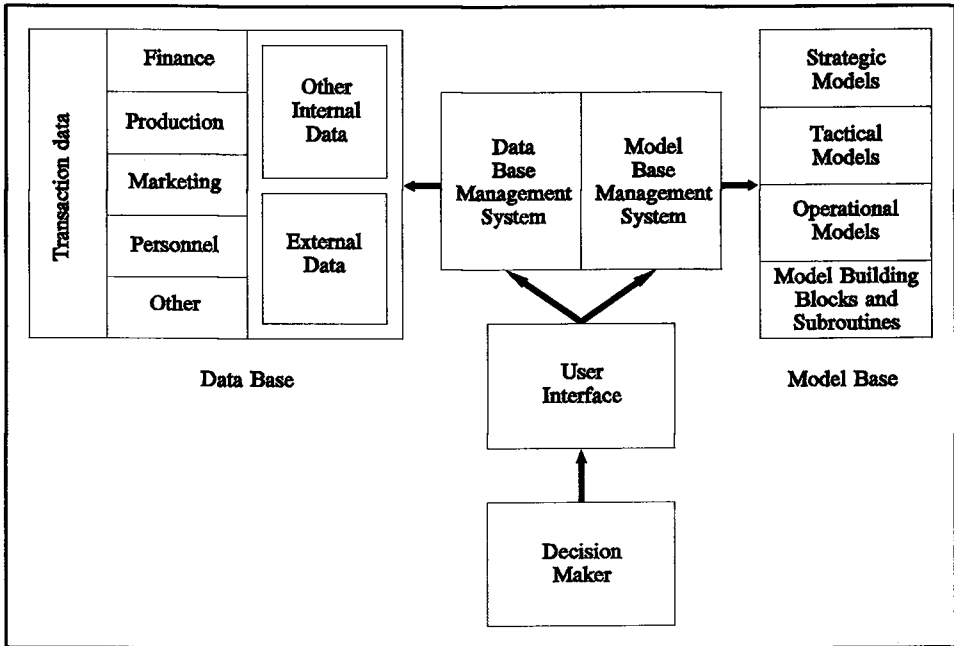 Transaction data
Finance
Production
Marketing
Personnel
Other
Other
Internal
Data
External
Data
Data Base
Data
Base
Management
System
Model
Base
Management
System
User
Interface
Decision
Maker
Strategic
Models
Tactical
Models
Operational
Models
Model Building
Blocks and
Subroutines
Model Base